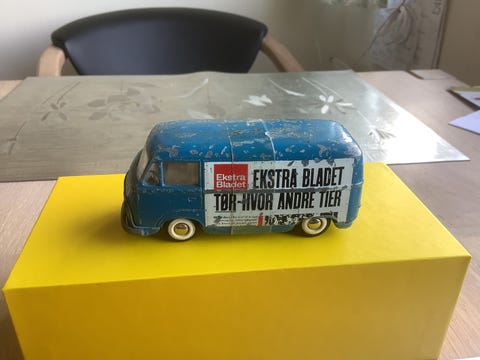 Ekstra
Bladet
EKSTRA BLADET
TØR-HVOR ANDRE TIER